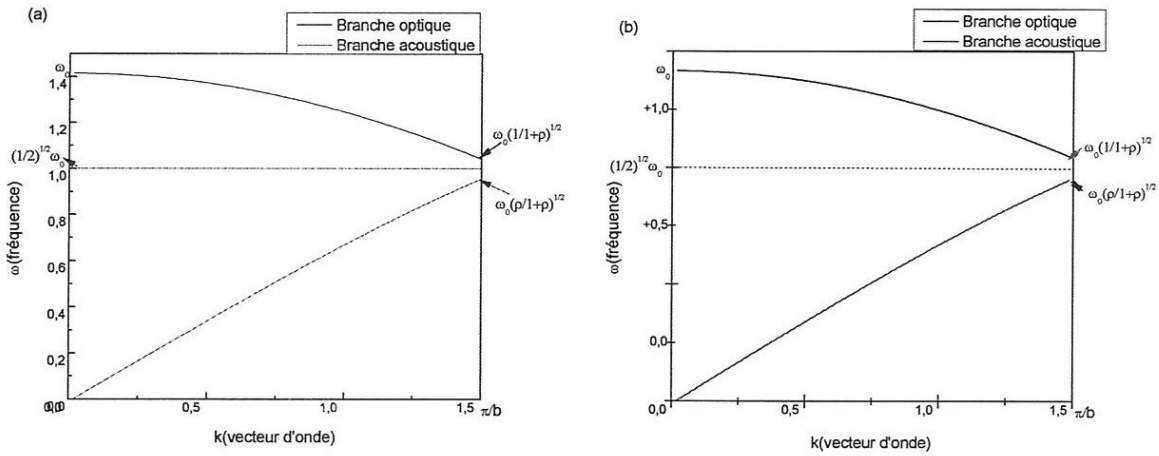 (a)
Branche optique
Branche acoustique
ω₀
1,4
1,2
(1/2)^1/2 ω₀
1,0
0,8
0,6
0,4
0,2
0,0
ω(fréquence)
ω₀(1/1+ρ)^1/2
ω₀(ρ/1+ρ)^1/2
0,5
1,0
1,5
π/b
k(vecteur d'onde)
(b)
Branche optique
Branche acoustique
ω₀
+1,0
(1/2)^1/2 ω₀
+0,5
0,0
0,0
ω(fréquence)
ω₀(1/1+ρ)^1/2
ω₀(ρ/1+ρ)^1/2
0,5
1,0
1,5
π/b
k(vecteur d'onde)